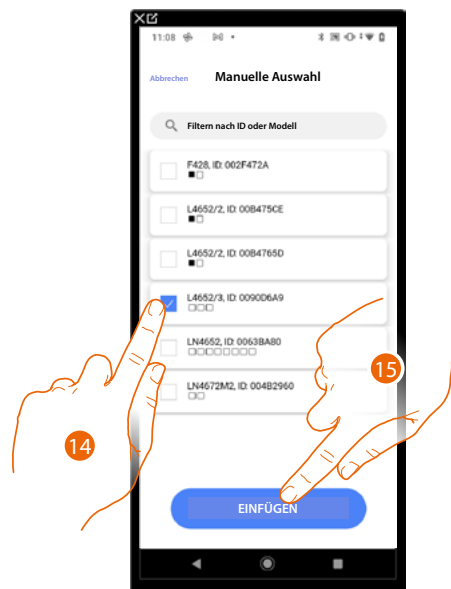 11:08
Abbrechen Manuelle Auswahl
Filtern nach ID oder Modell
F428, ID: 002F472A
L4652/2, ID: 00B475CE
L4652/2, ID: 00B4765D
L4652/3, ID: 0090D6A9
LN4652, ID: 0063BA80
LN4672M2, ID: 004B2960
14
15
EINFÜGEN